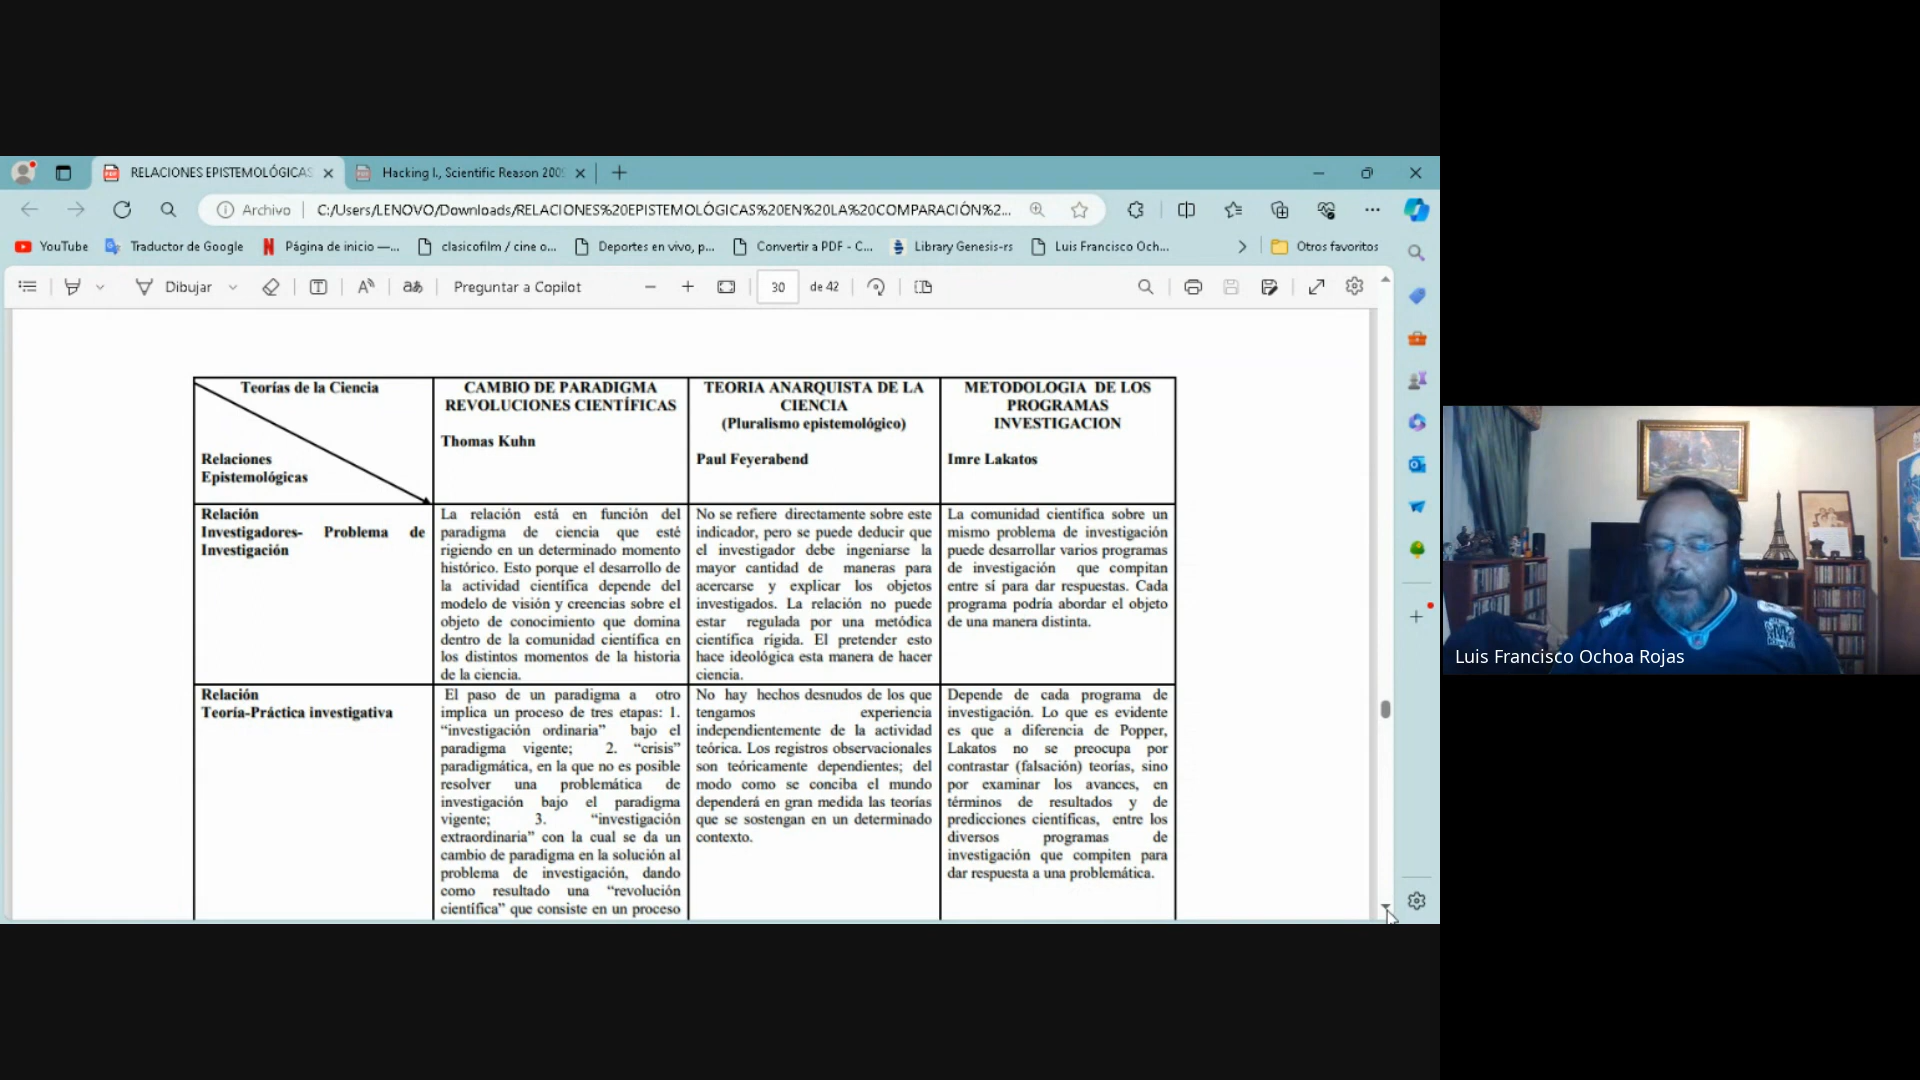 RELACIONES EPISTEMOLÓGICAS
Hacking I., Scientific Reason 200
Archivo
C:/Users/LENOVO/Downloads/RELACIONES%20EPISTEMOLÓGICAS%20EN%20LA%20COMPARACIÓN%2...
YouTube
Traductor de Google
Página de inicio —...
clasicofilm / cine o...
Deportes en vivo, p...
Convertir a PDF - C...
Library Genesis-rs
Luis Francisco Och...
Otros favoritos
Dibujar
Preguntar a Copilot
30
de 42
Teorías de la Ciencia
Relaciones
Epistemológicas
CAMBIO DE PARADIGMA
REVOLUCIONES CIENTÍFICAS
Thomas Kuhn
TEORIA ANARQUISTA DE LA
CIENCIA
(Pluralismo epistemológico)
Paul Feyerabend
METODOLOGIA DE LOS
PROGRAMAS
INVESTIGACION
Imre Lakatos
Relación
Investigadores- Problema de
Investigación
La relación está en función del
paradigma de ciencia que esté
rigiendo en un determinado momento
histórico. Esto porque el desarrollo de
la actividad científica depende del
modelo de visión y creencias sobre el
objeto de conocimiento que domina
dentro de la comunidad científica en
los distintos momentos de la historia
de la ciencia.
No se refiere directamente sobre este
indicador, pero se puede deducir que
el investigador debe ingeniarse la
mayor cantidad de maneras para
acercarse y explicar los objetos
investigados. La relación no puede
estar regulada por una metódica
científica rígida. El pretender esto
hace ideológica esta manera de hacer
ciencia.
La comunidad científica sobre un
mismo problema de investigación
puede desarrollar varios programas
de investigación que compitan
entre sí para dar respuestas. Cada
programa podría abordar el objeto
de una manera distinta.
Relación
Teoría-Práctica investigativa
El paso de un paradigma a otro
implica un proceso de tres etapas: 1.
“investigación ordinaria” bajo el
paradigma vigente; 2. “crisis”
paradigmática, en la que no es posible
resolver una problemática de
investigación bajo el paradigma
vigente; 3. “investigación
extraordinaria” con la cual se da un
cambio de paradigma en la solución al
problema de investigación, dando
como resultado una “revolución
científica” que consiste en un proceso
No hay hechos desnudos de los que
tengamos experiencia
independientemente de la actividad
teórica. Los registros observacionales
son teóricamente dependientes; del
modo como se conciba el mundo
dependerá en gran medida las teorías
que se sostengan en un determinado
contexto.
Depende de cada programa de
investigación. Lo que es evidente
es que a diferencia de Popper,
Lakatos no se preocupa por
contrastar (falsación) teorías, sino
por examinar los avances, en
términos de resultados y de
predicciones científicas, entre los
diversos programas de
investigación que compiten para
dar respuesta a una problemática.
Luis Francisco Ochoa Rojas